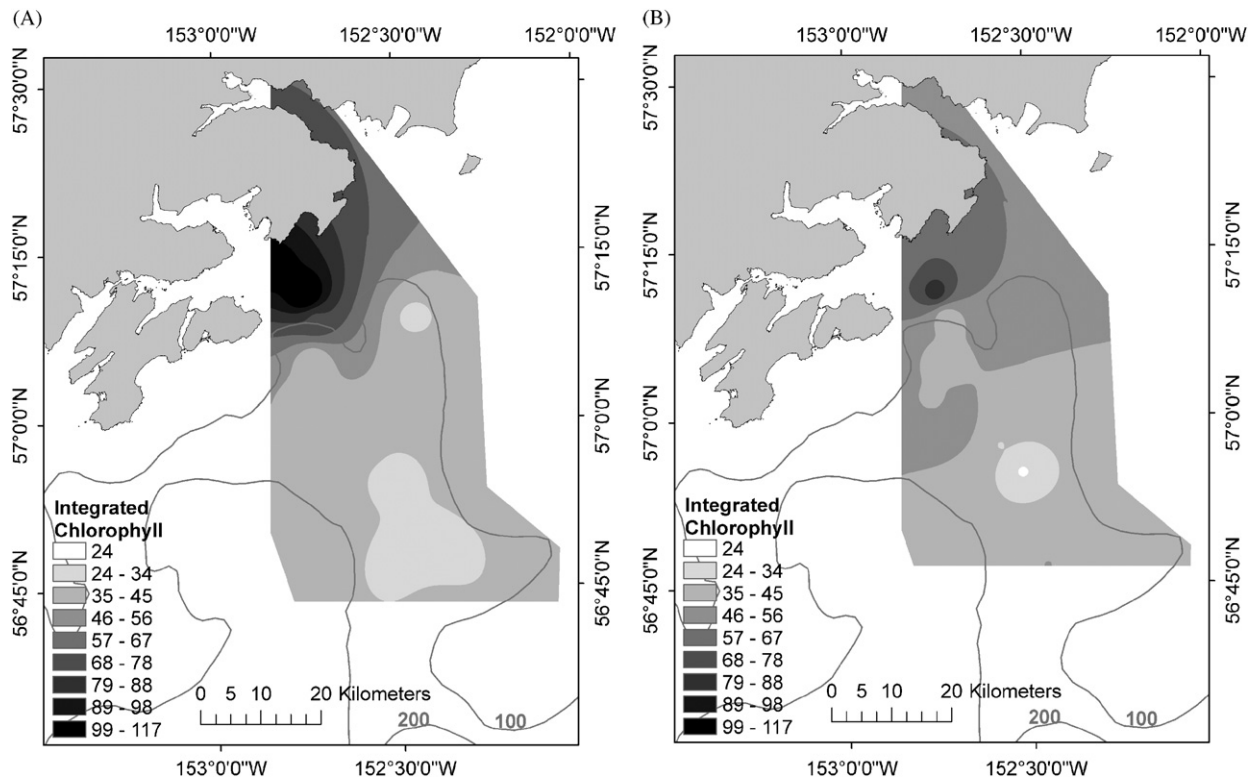 (A)
153°0'0"W
152°30'0"W
152°0'0"W
57°30'0"N
57°15'0"N
57°0'0"N
56°45'0"N
57°30'0"N
57°15'0"N
57°0'0"N
56°45'0"N
Integrated
Chlorophyll
24
24 - 34
35 - 45
46 - 56
57 - 67
68 - 78
79 - 88
89 - 98
99 - 117
0 5 10 20 Kilometers
200
100
153°0'0"W
152°30'0"W
(B)
153°0'0"W
152°30'0"W
152°0'0"W
57°30'0"N
57°15'0"N
57°0'0"N
56°45'0"N
57°30'0"N
57°15'0"N
57°0'0"N
56°45'0"N
Integrated
Chlorophyll
24
24 - 34
35 - 45
46 - 56
57 - 67
68 - 78
79 - 88
89 - 98
99 - 117
0 5 10 20 Kilometers
200
100
153°0'0"W
152°30'0"W